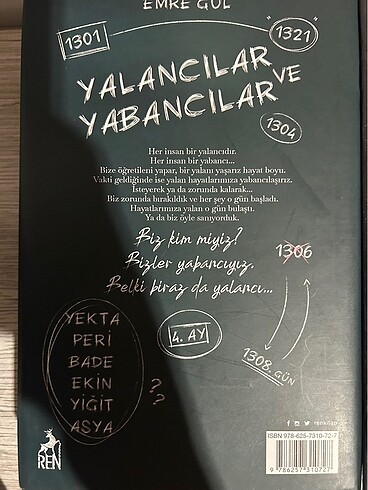 EMRE GÜL
1301
"1321"
YALANCILAR VE
YABANCILAR
1304
Her insan bir yalancıdır.
Her insan bir yabancı...
Bize öğretileni yapar, bir yalanı yaşarız hayat boyu.
Vakti geldiğinde ise yalan hayatlarımıza yabancılaşırız.
İsteyerek ya da zorunda kalarak...
Biz zorunda bırakıldık ve her şey o gün başladı.
Hayatlarımıza yalan o gün bulaştı.
Ya da biz öyle sanıyorduk.
Biz kim miyiz?
1306
Bizler yabancıyız.
Belki biraz da yalancı...
YEKTA
PERİ
BADE
EKİN
YİĞİT
ASYA
??
4. AY
1308. GÜN
renkitap
REN
ISBN 978-625-7310-72-7
9 786257 310727